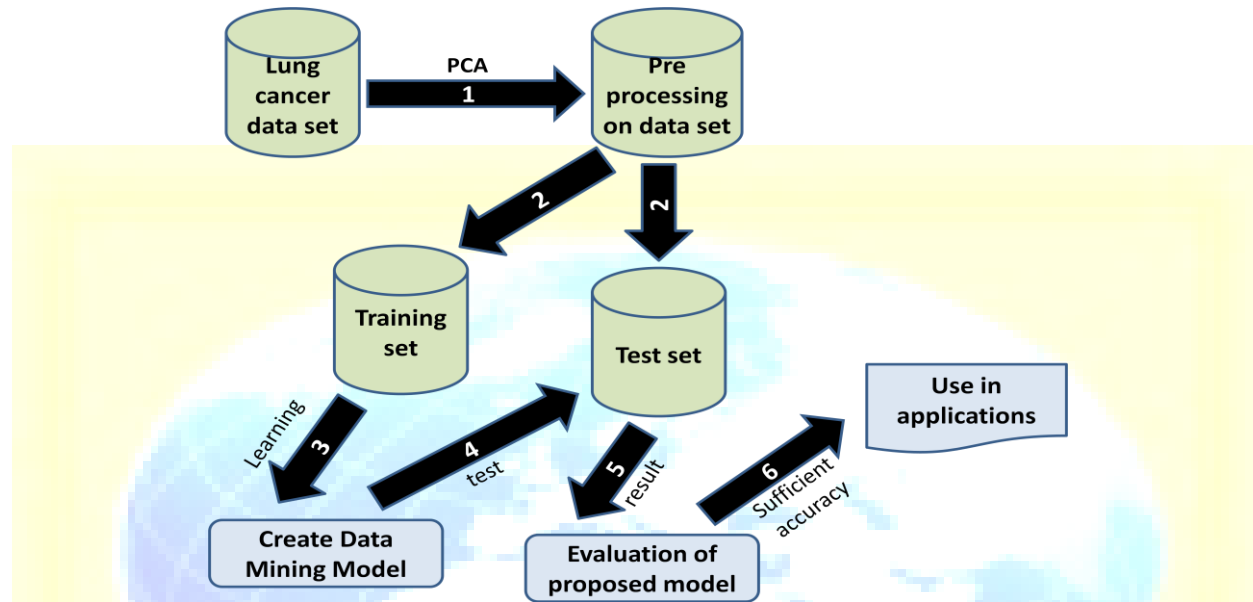 Lung
cancer
data set
PCA
1
Pre
processing
on data set
2
2
Training
set
Test set
Learning
3
4
test
5
result
6
Sufficient
accuracy
Use in
applications
Create Data
Mining Model
Evaluation of
proposed model